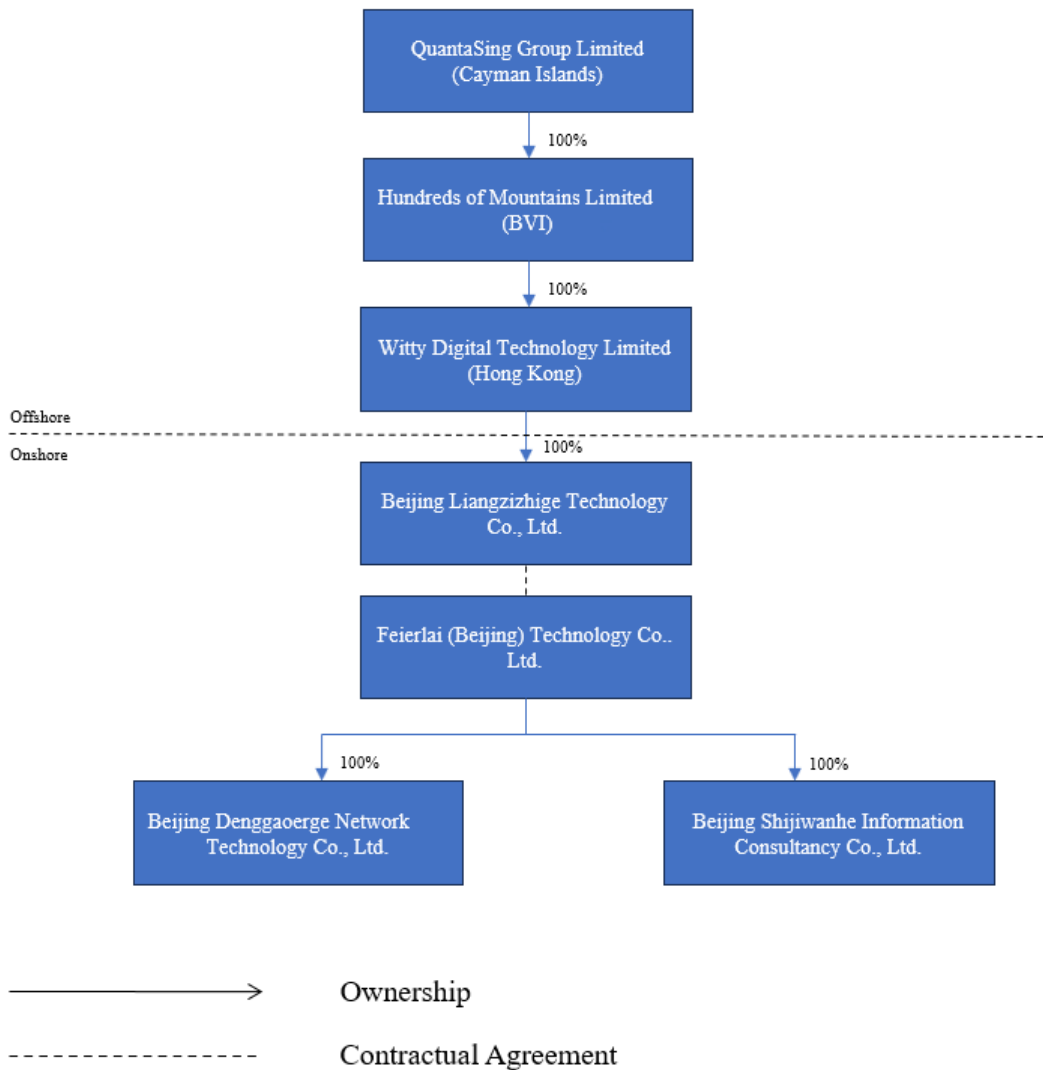 QuantaSing Group Limited
(Cayman Islands)
100%
Hundreds of Mountains Limited
(BVI)
100%
Witty Digital Technology Limited
(Hong Kong)
Offshore
Onshore
100%
Beijing Liangzizhige Technology
Co., Ltd.
Feierlai (Beijing) Technology Co..
Ltd.
100%
100%
Beijing Denggaoerge Network
Technology Co., Ltd.
Beijing Shijiwanhe Information
Consultancy Co., Ltd.
Ownership
Contractual Agreement